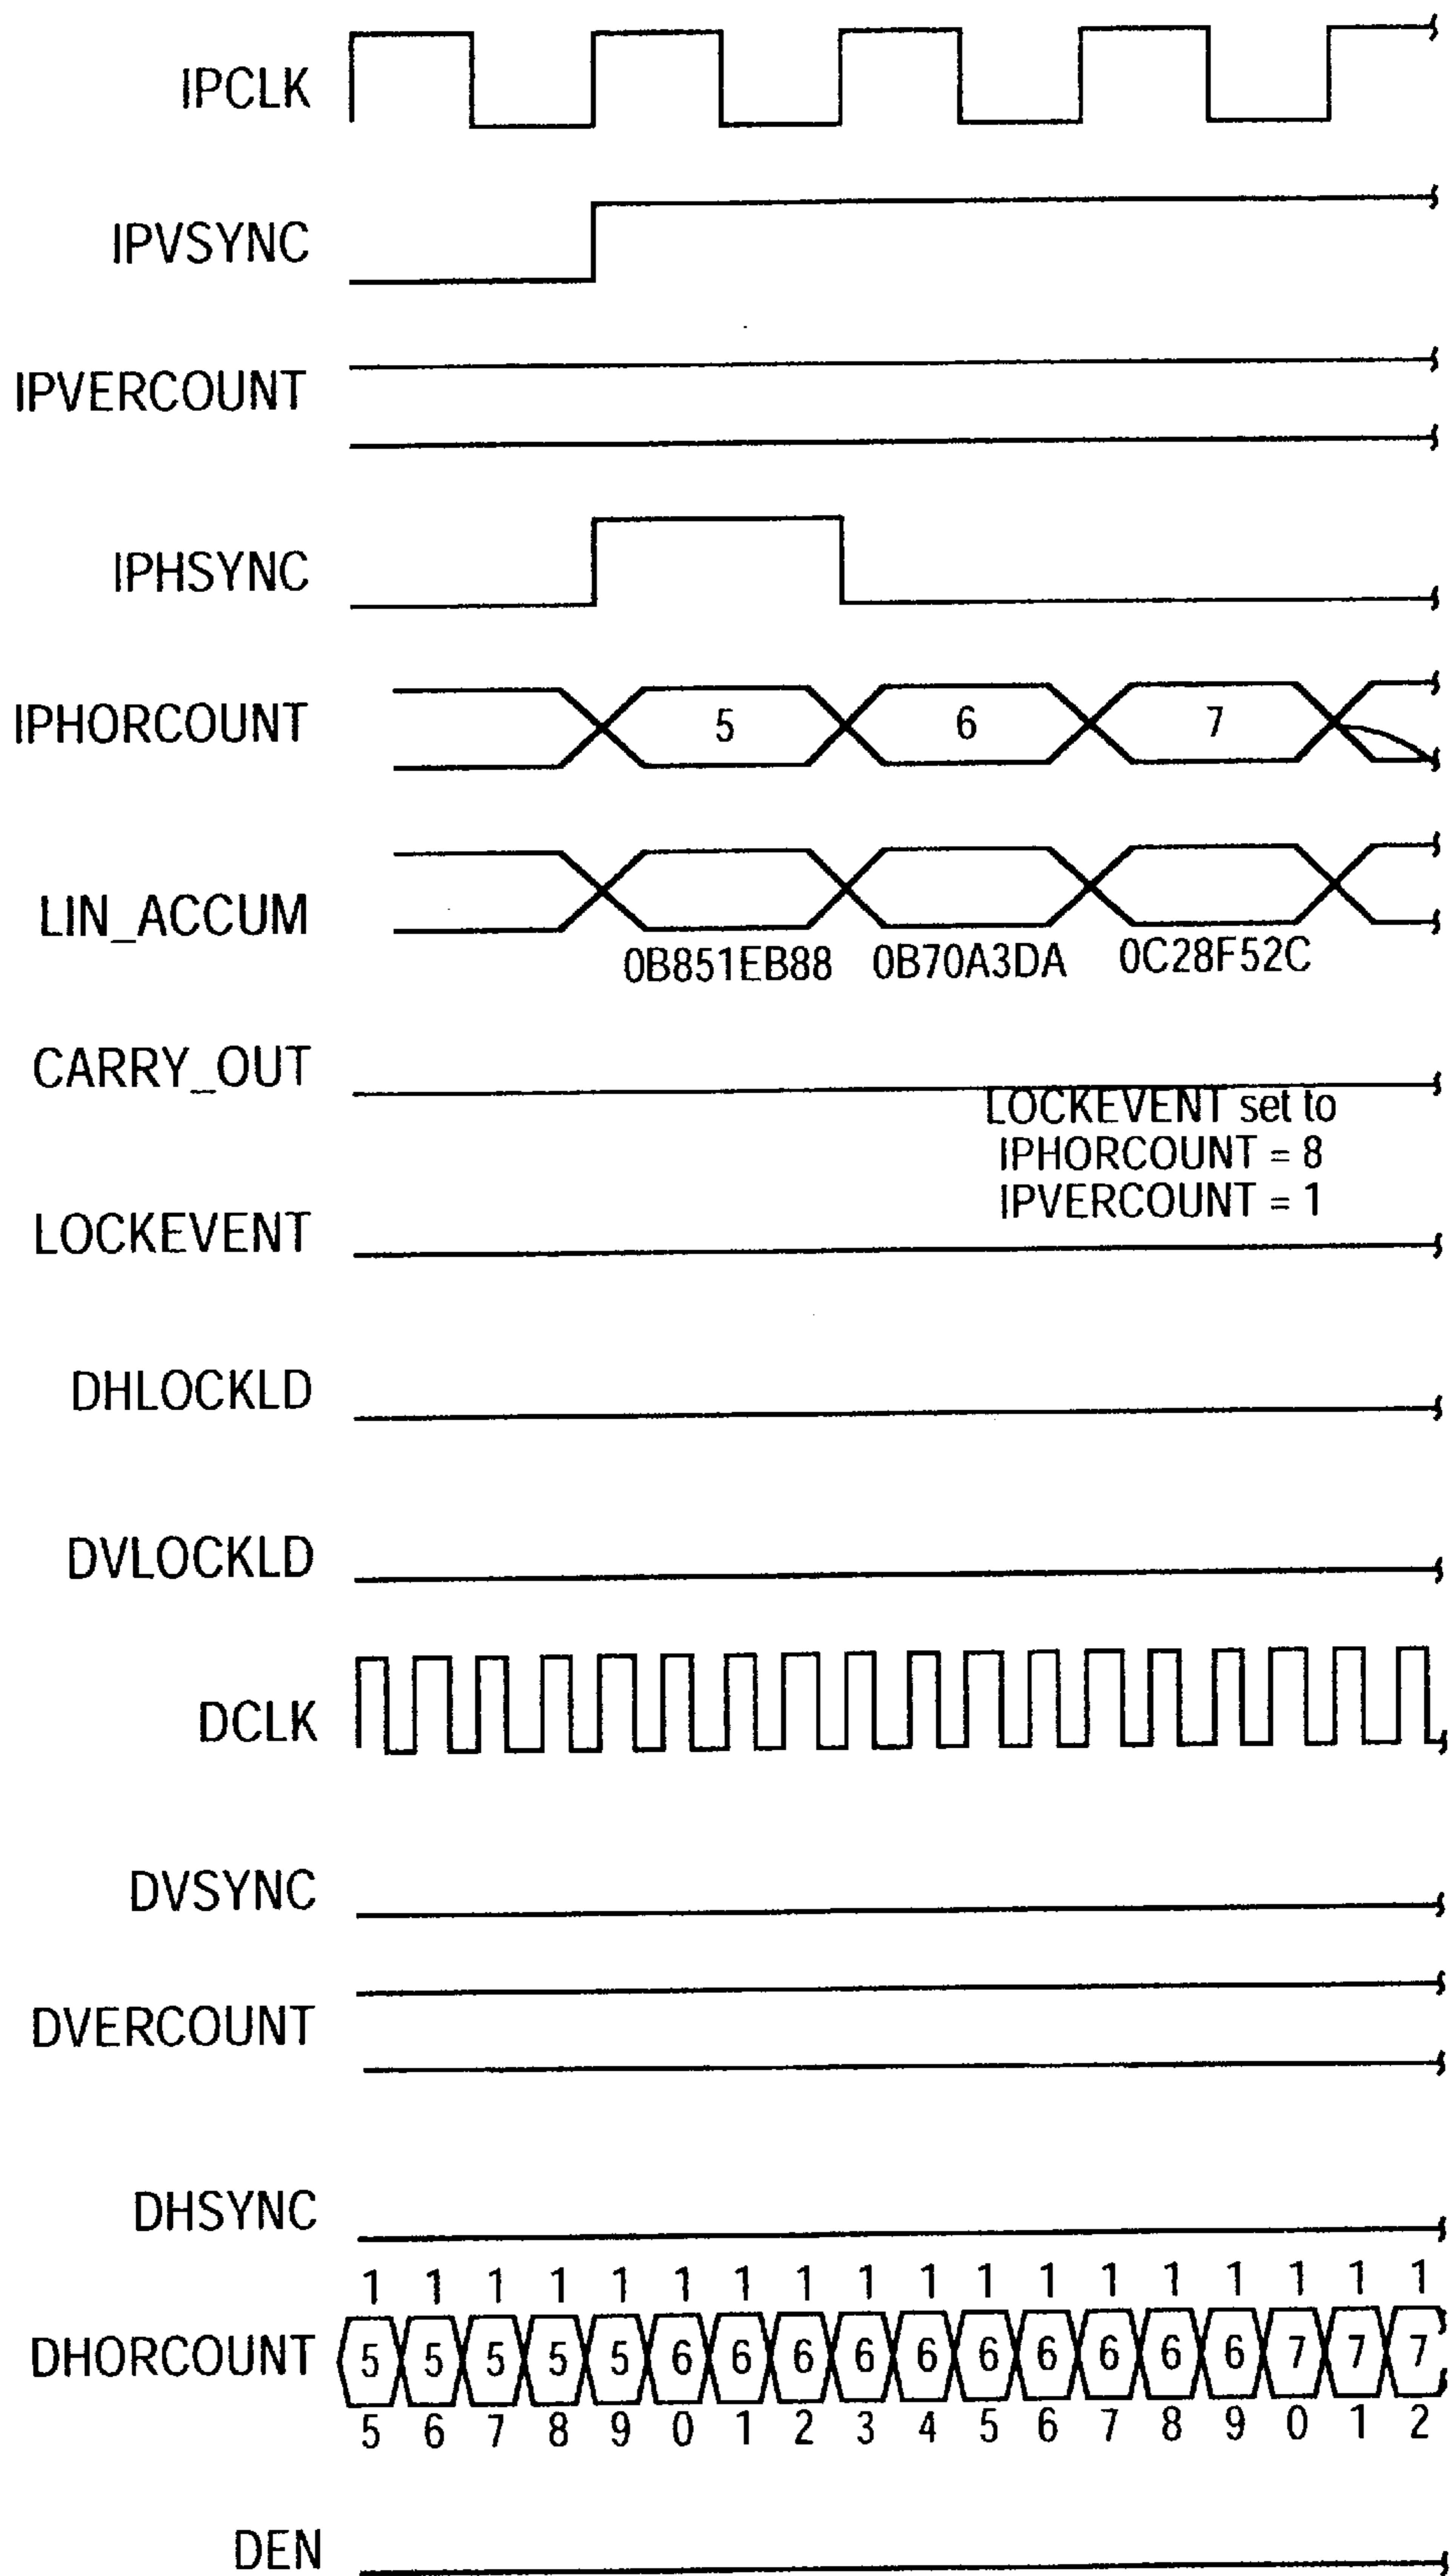 IPCLK
IPVSYNC
IPVERCOUNT
IPHSYNC
IPHORCOUNT 5 6 7
LIN_ACCUM
0B851EB88 0B70A3DA 0C28F52C
CARRY_OUT
LOCKEVENT set to
IPHORCOUNT = 8
IPVERCOUNT = 1
LOCKEVENT
DHLOCKLD
DVLOCKLD
DCLK
DVSYNC
DVERCOUNT
DHSYNC
1 1 1 1 1 1 1 1 1 1 1 1 1 1 1 1 1 1
DHORCOUNT 5 5 5 5 5 6 6 6 6 6 6 6 6 6 6 7 7 7
5 6 7 8 9 0 1 2 3 4 5 6 7 8 9 0 1 2
DEN